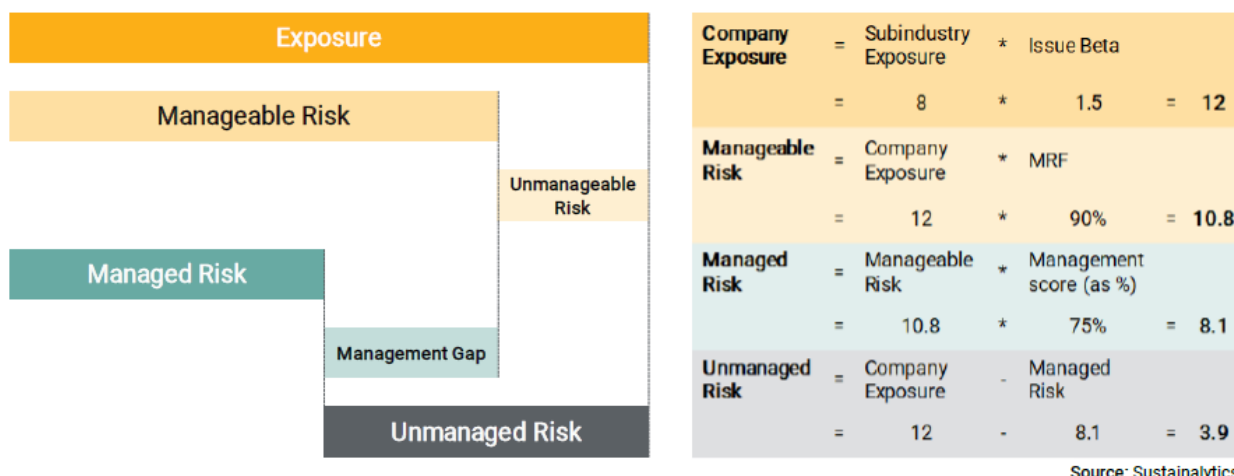 Exposure
Manageable Risk
Unmanageable
Risk
Managed Risk
Management Gap
Unmanaged Risk
Company Exposure = Subindustry Exposure * Issue Beta
= 8 * 1.5 = 12
Manageable Risk = Company Exposure * MRF
= 12 * 90% = 10.8
Managed Risk = Manageable Risk * Management score (as %)
= 10.8 * 75% = 8.1
Unmanaged Risk = Company Exposure - Managed Risk
= 12 - 8.1 = 3.9
Source: Sustainalytics